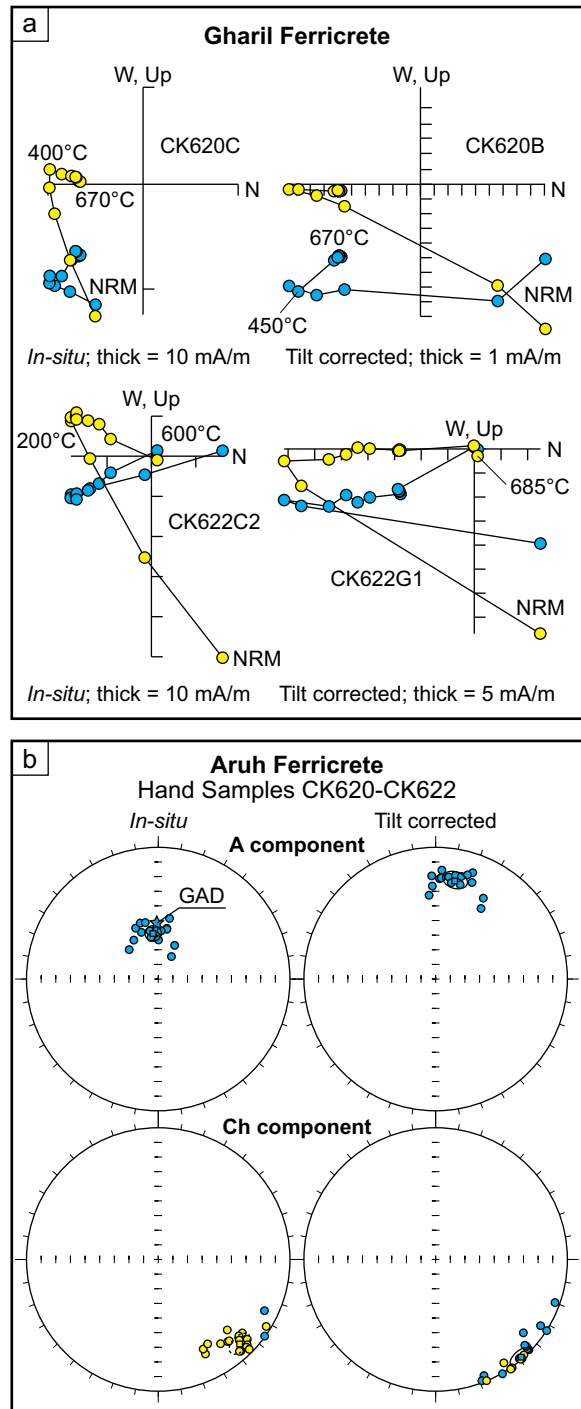 a
Gharil Ferricrete
W, Up
W, Up
400°C
CK620C
CK620B
N
N
670°C
670°C
NRM
NRM
450°C
In-situ; thick = 10 mA/m
Tilt corrected; thick = 1 mA/m
W, Up
W, Up
200°C
600°C
N
N
685°C
CK622C2
CK622G1
NRM
NRM
In-situ; thick = 10 mA/m
Tilt corrected; thick = 5 mA/m
b
Aruh Ferricrete
Hand Samples CK620-CK622
In-situ
Tilt corrected
A component
GAD
Ch component